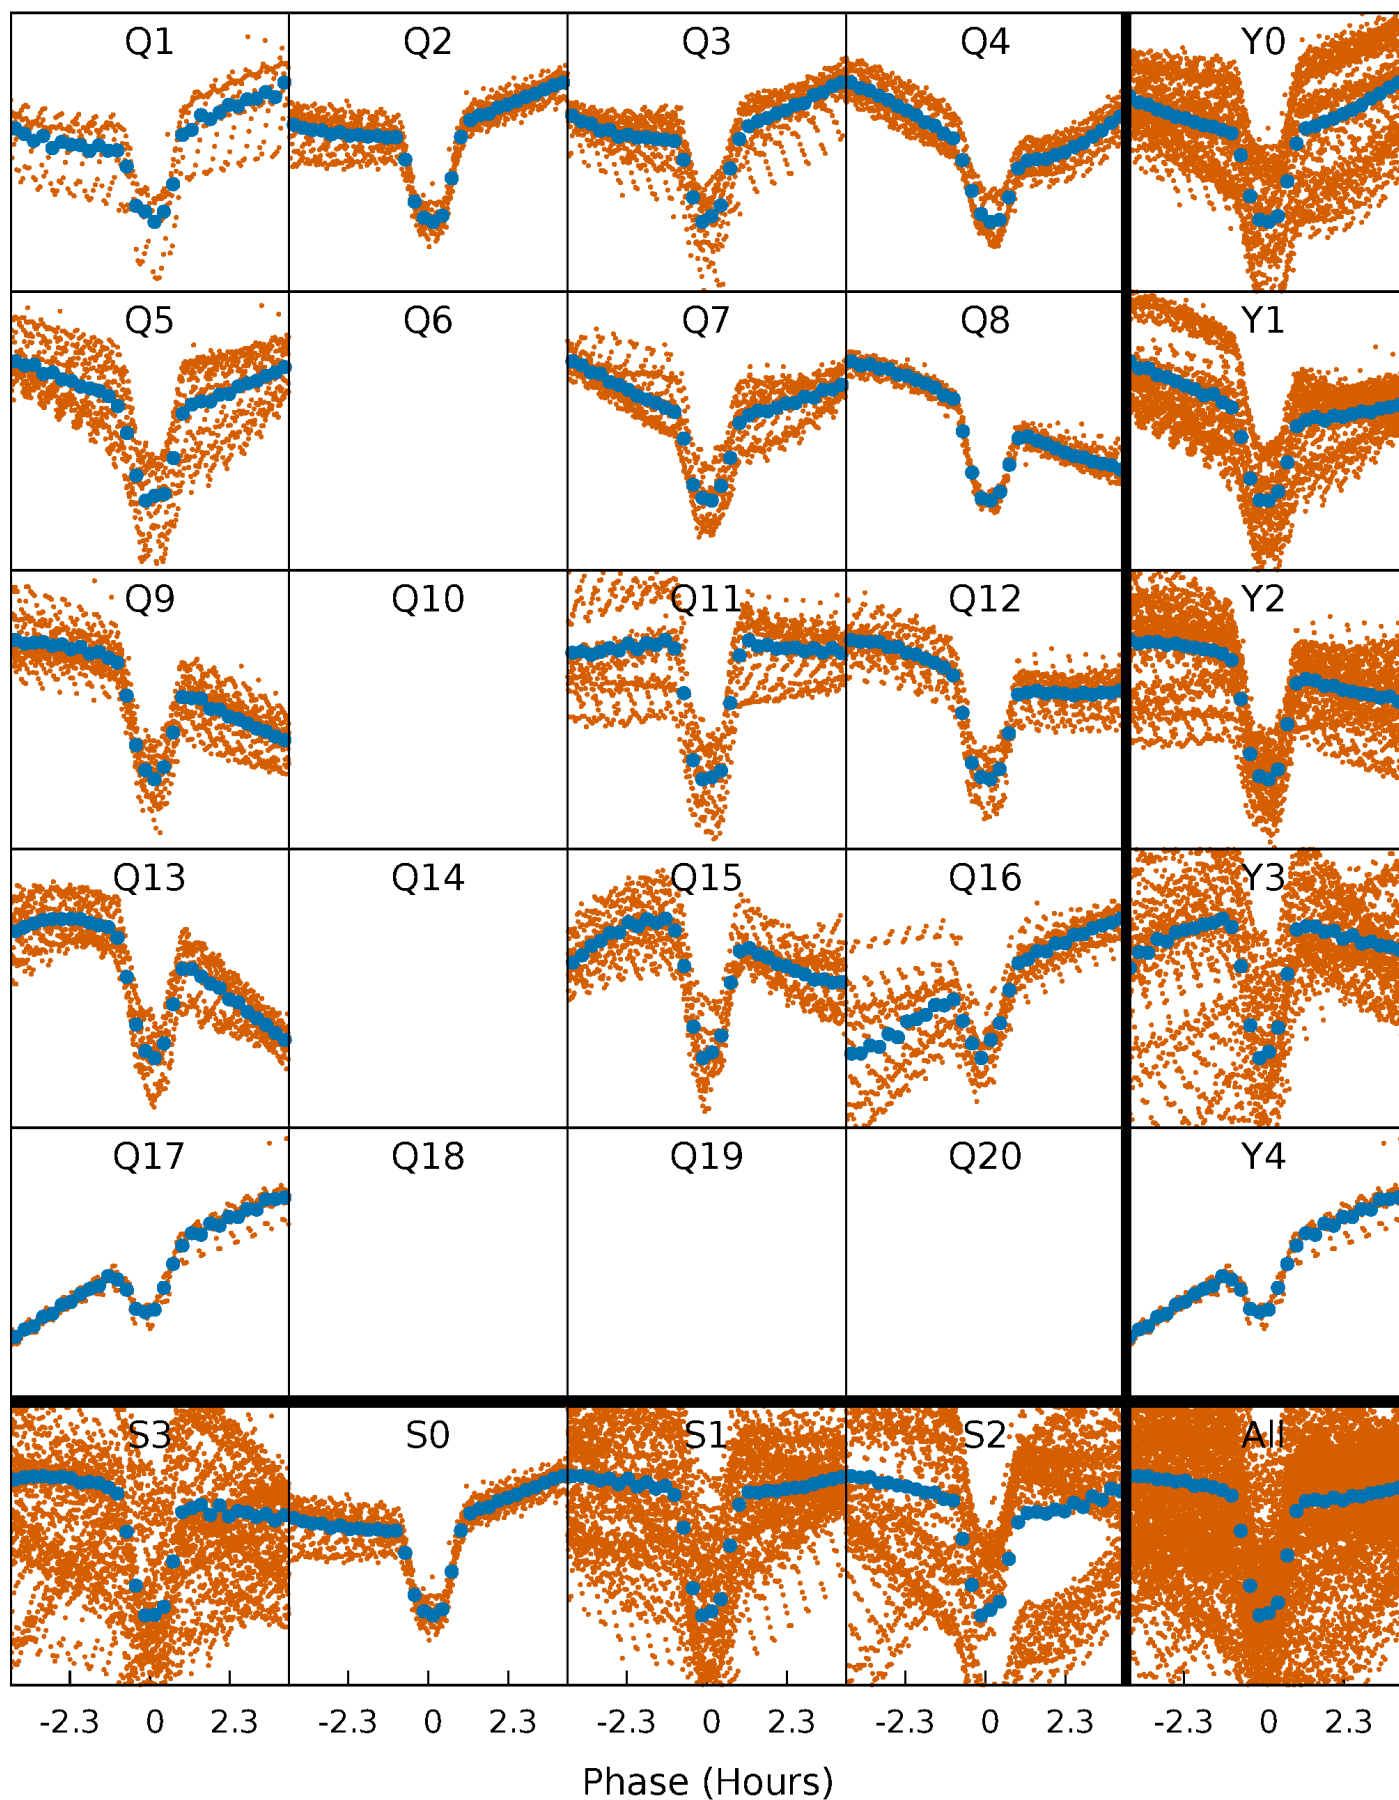 Q1 Q2 Q3 Q4 Y0
Q5 Q6 Q7 Q8 Y1
Q9 Q10 Q11 Q12 Y2
Q13 Q14 Q15 Q16 Y3
Q17 Q18 Q19 Q20 Y4
S3 S0 S1 S2 All
-2.3 0 2.3 -2.3 0 2.3 -2.3 0 2.3 -2.3 0 2.3 -2.3 0 2.3
Phase (Hours)